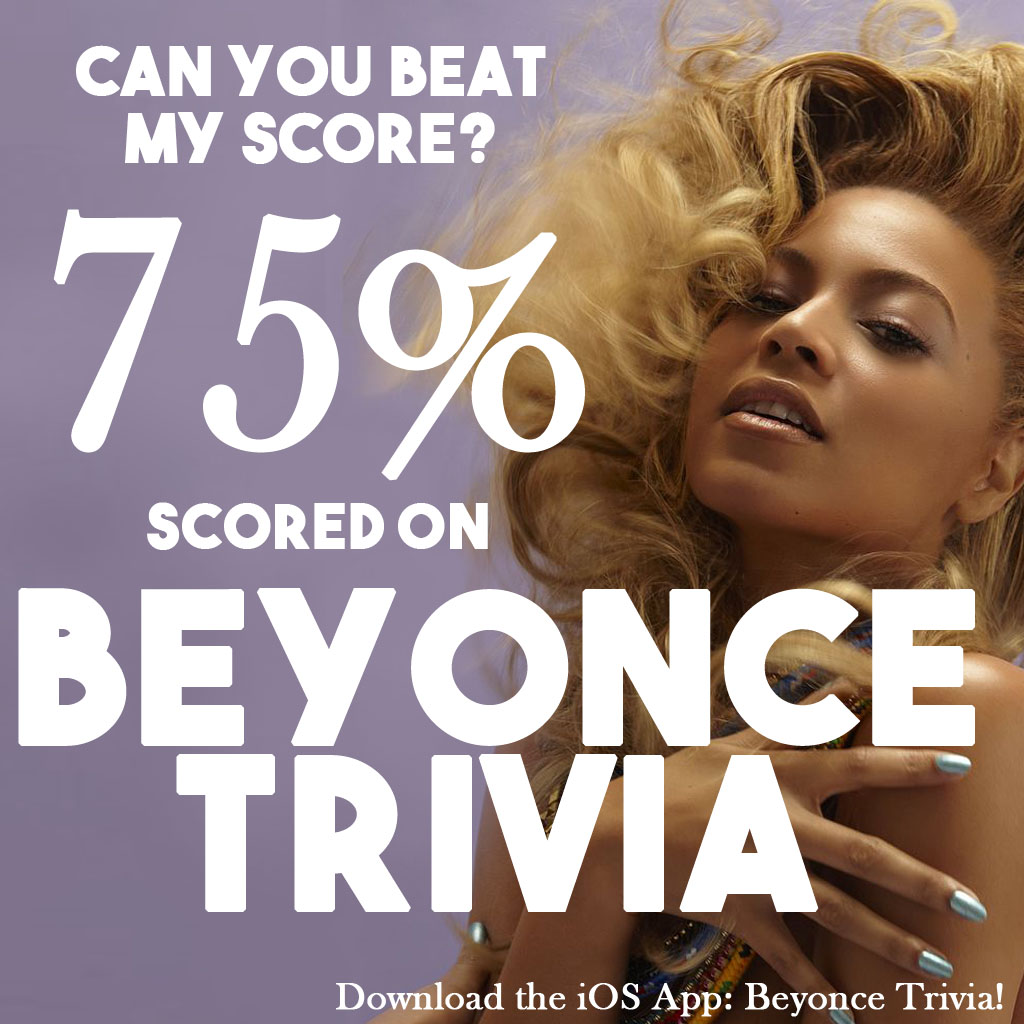 CAN YOU BEAT
MY SCORE?
75%
SCORED ON
BEYONCE
TRIVIA
Download the iOS App: Beyonce Trivia!